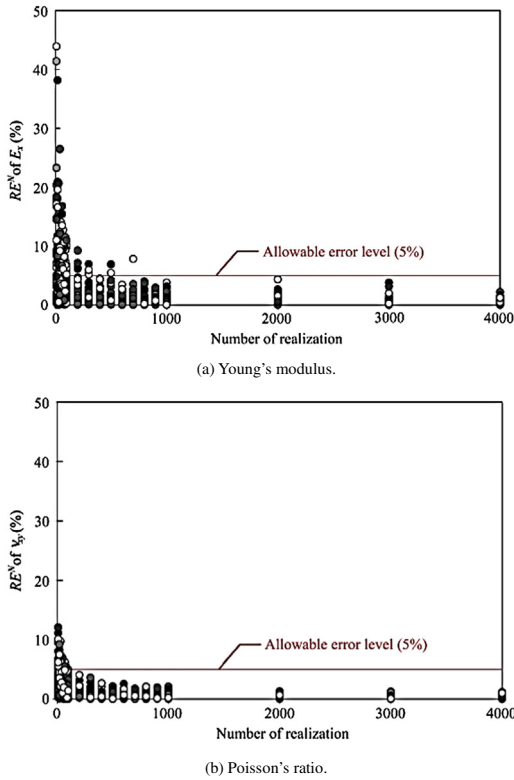 50
40
30
20
10
0
RE^N of E_x (%)
Allowable error level (5%)
0 1000 2000 3000 4000
Number of realization
(a) Young's modulus.
50
40
30
20
10
0
RE^N of ν_xy (%)
Allowable error level (5%)
0 1000 2000 3000 4000
Number of realization
(b) Poisson's ratio.